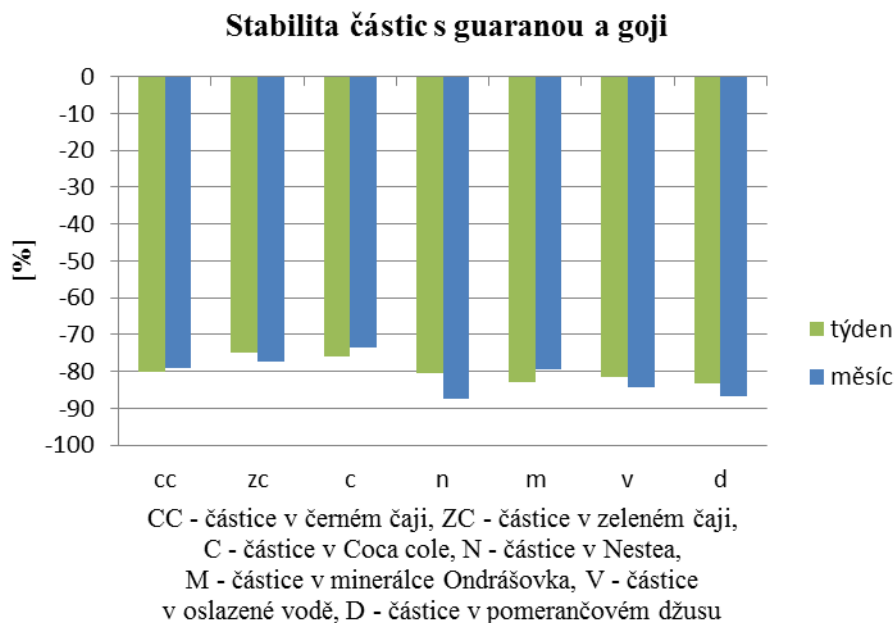 Stabilita částic s guaranou a goji
0
-10
-20
-30
-40
-50
-60
-70
-80
-90
-100
[%]
cc zc c n m v d
týden
měsíc
CC - částice v černém čaji, ZC - částice v zeleném čaji,
C - částice v Coca cole, N - částice v Nestea,
M - částice v minerálce Ondrášovka, V - částice
v oslazené vodě, D - částice v pomerančovém džusu